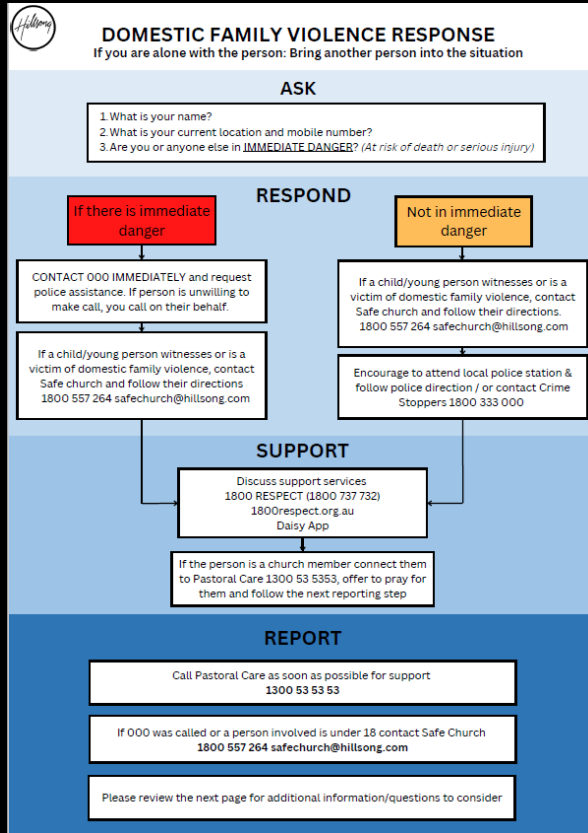 Hillsong
DOMESTIC FAMILY VIOLENCE RESPONSE
If you are alone with the person: Bring another person into the situation
ASK
1. What is your name?
2. What is your current location and mobile number?
3. Are you or anyone else in IMMEDIATE DANGER? (At risk of death or serious injury)
RESPOND
If there is immediate
danger
CONTACT 000 IMMEDIATELY and request
police assistance. If person is unwilling to
make call, you call on their behalf.
If a child/young person witnesses or is a
victim of domestic family violence, contact
Safe church and follow their directions
1800 557 264 safechurch@hillsong.com
Not in immediate
danger
If a child/young person witnesses or is a
victim of domestic family violence, contact
Safe church and follow their directions.
1800 557 264 safechurch@hillsong.com
Encourage to attend local police station &
follow police direction / or contact Crime
Stoppers 1800 333 000
SUPPORT
Discuss support services
1800 RESPECT (1800 737 732)
1800respect.org.au
Daisy App
If the person is a church member connect them
to Pastoral Care 1300 53 5353, offer to pray for
them and follow the next reporting step
REPORT
Call Pastoral Care as soon as possible for support
1300 53 53 53
If 000 was called or a person involved is under 18 contact Safe Church
1800 557 264 safechurch@hillsong.com
Please review the next page for additional information/questions to consider